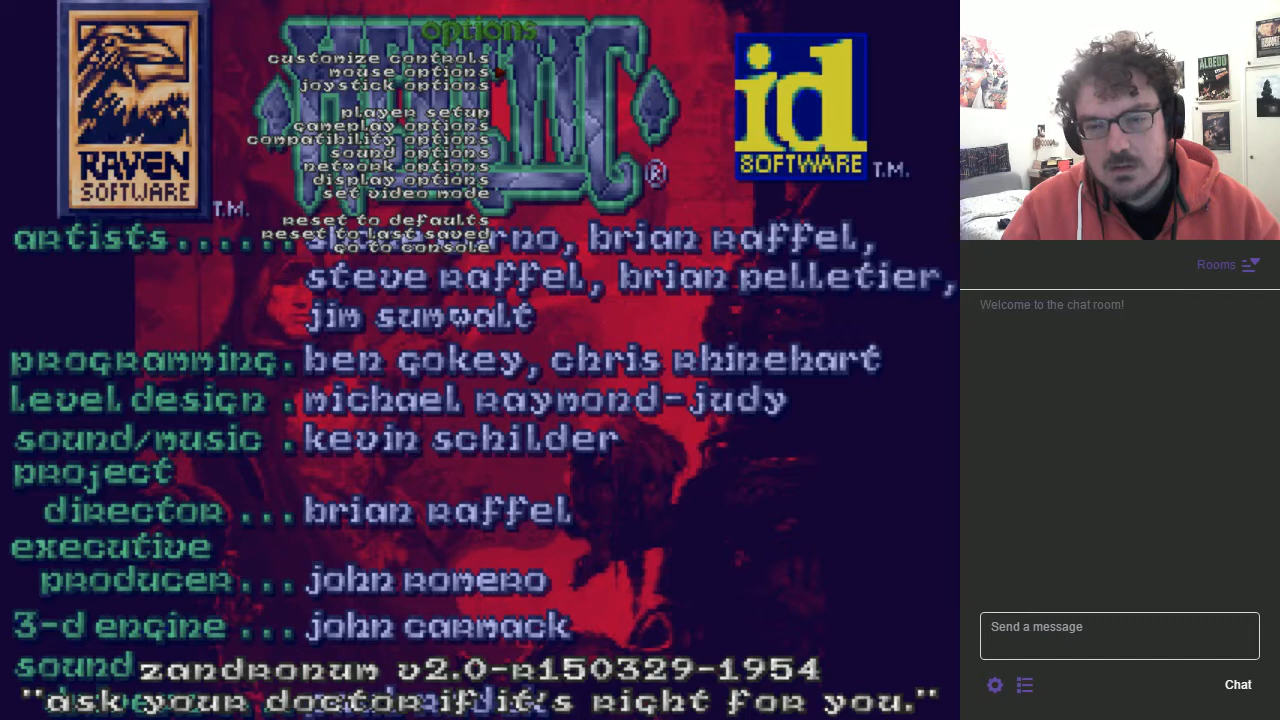 options
customize controls
mouse options
joystick options
player setup
gameplay options
compatibility options
sound options
network options
display options
set video mode
reset to defaults
reset to last saved
go to console
RAVEN
SOFTWARE
T.M.
HERETIC
®
id
SOFTWARE
T.M.
artists...... brian raffel,
steve raffel, brian pelletier,
jim sumwalt
programming. ben gokey, chris rhinehart
level design . michael raymond-judy
sound/music . kevin schilder
project
director ... brian raffel
executive
producer... john romero
3-d engine ... john carmack
sound
zandronum v2.0-r150329-1954
"ask your doctor if it's right for you."
ALBEDO
Rooms
Welcome to the chat room!
Send a message
Chat